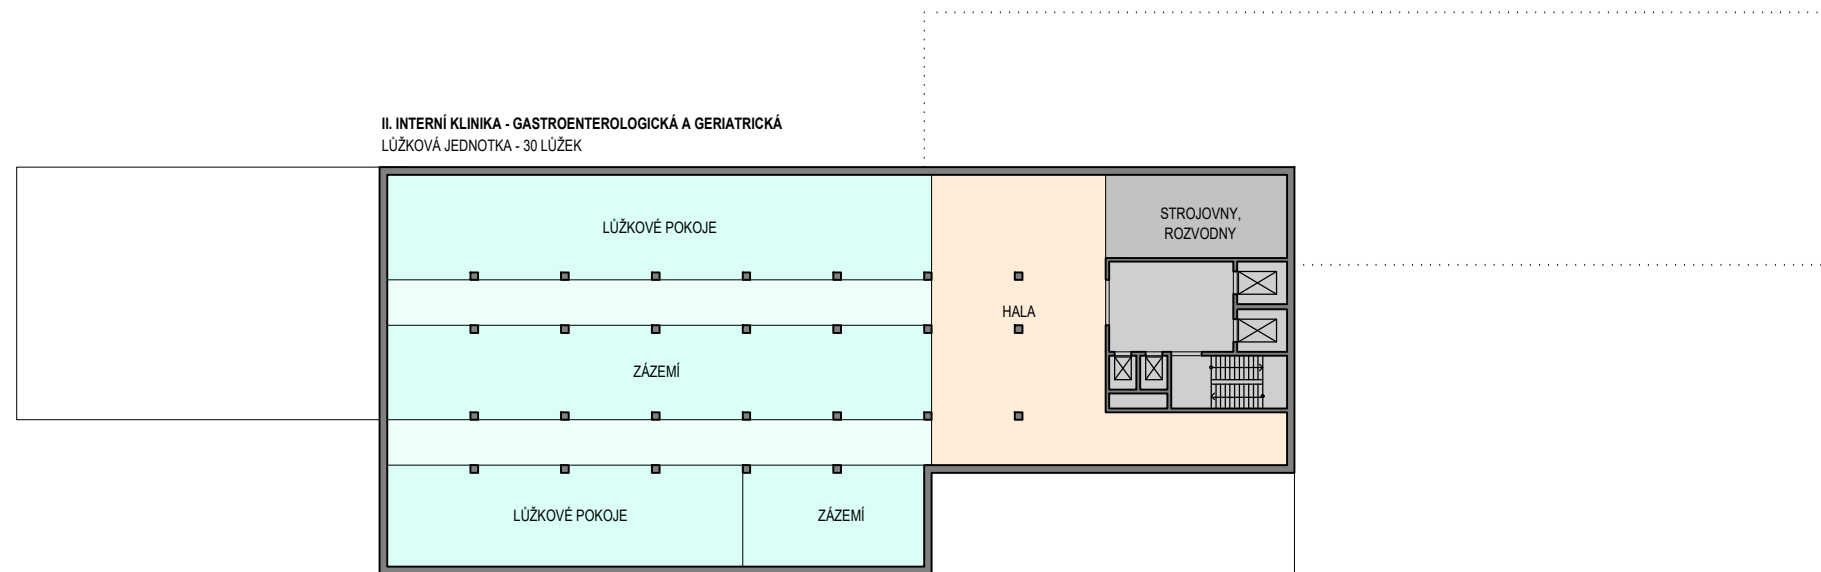 II. INTERNÍ KLINIKA - GASTROENTEROLOGICKÁ A GERIATRICKÁ
LŮŽKOVÁ JEDNOTKA - 30 LŮŽEK
LŮŽKOVÉ POKOJE
STROJOVNY,
ROZVODNY
HALA
ZÁZEMÍ
LŮŽKOVÉ POKOJE
ZÁZEMÍ